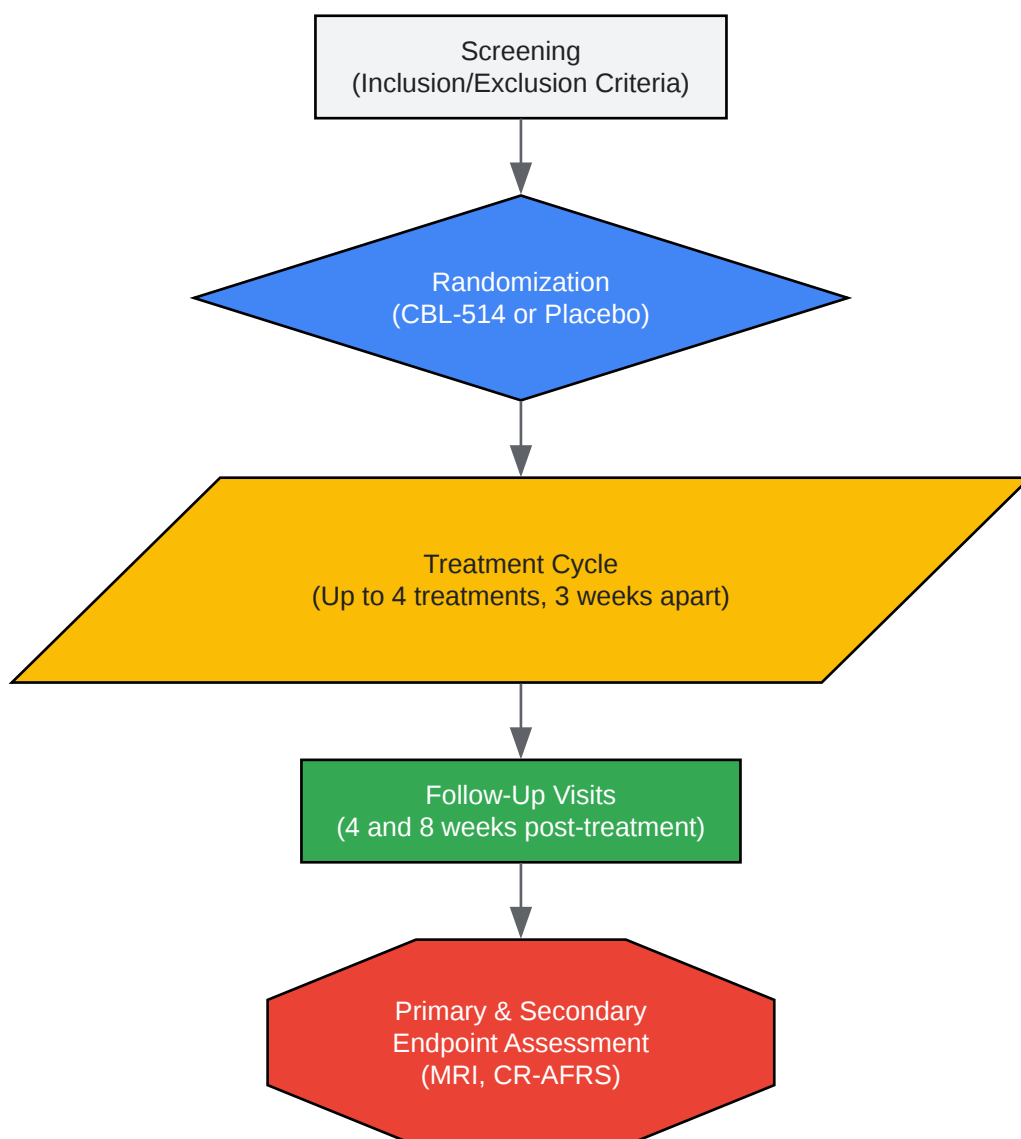 Screening
(Inclusion/Exclusion Criteria)
Randomization
(CBL-514 or Placebo)
Treatment Cycle
(Up to 4 treatments, 3 weeks apart)
Follow-Up Visits
(4 and 8 weeks post-treatment)
Primary & Secondary
Endpoint Assessment
(MRI, CR-AFRS)